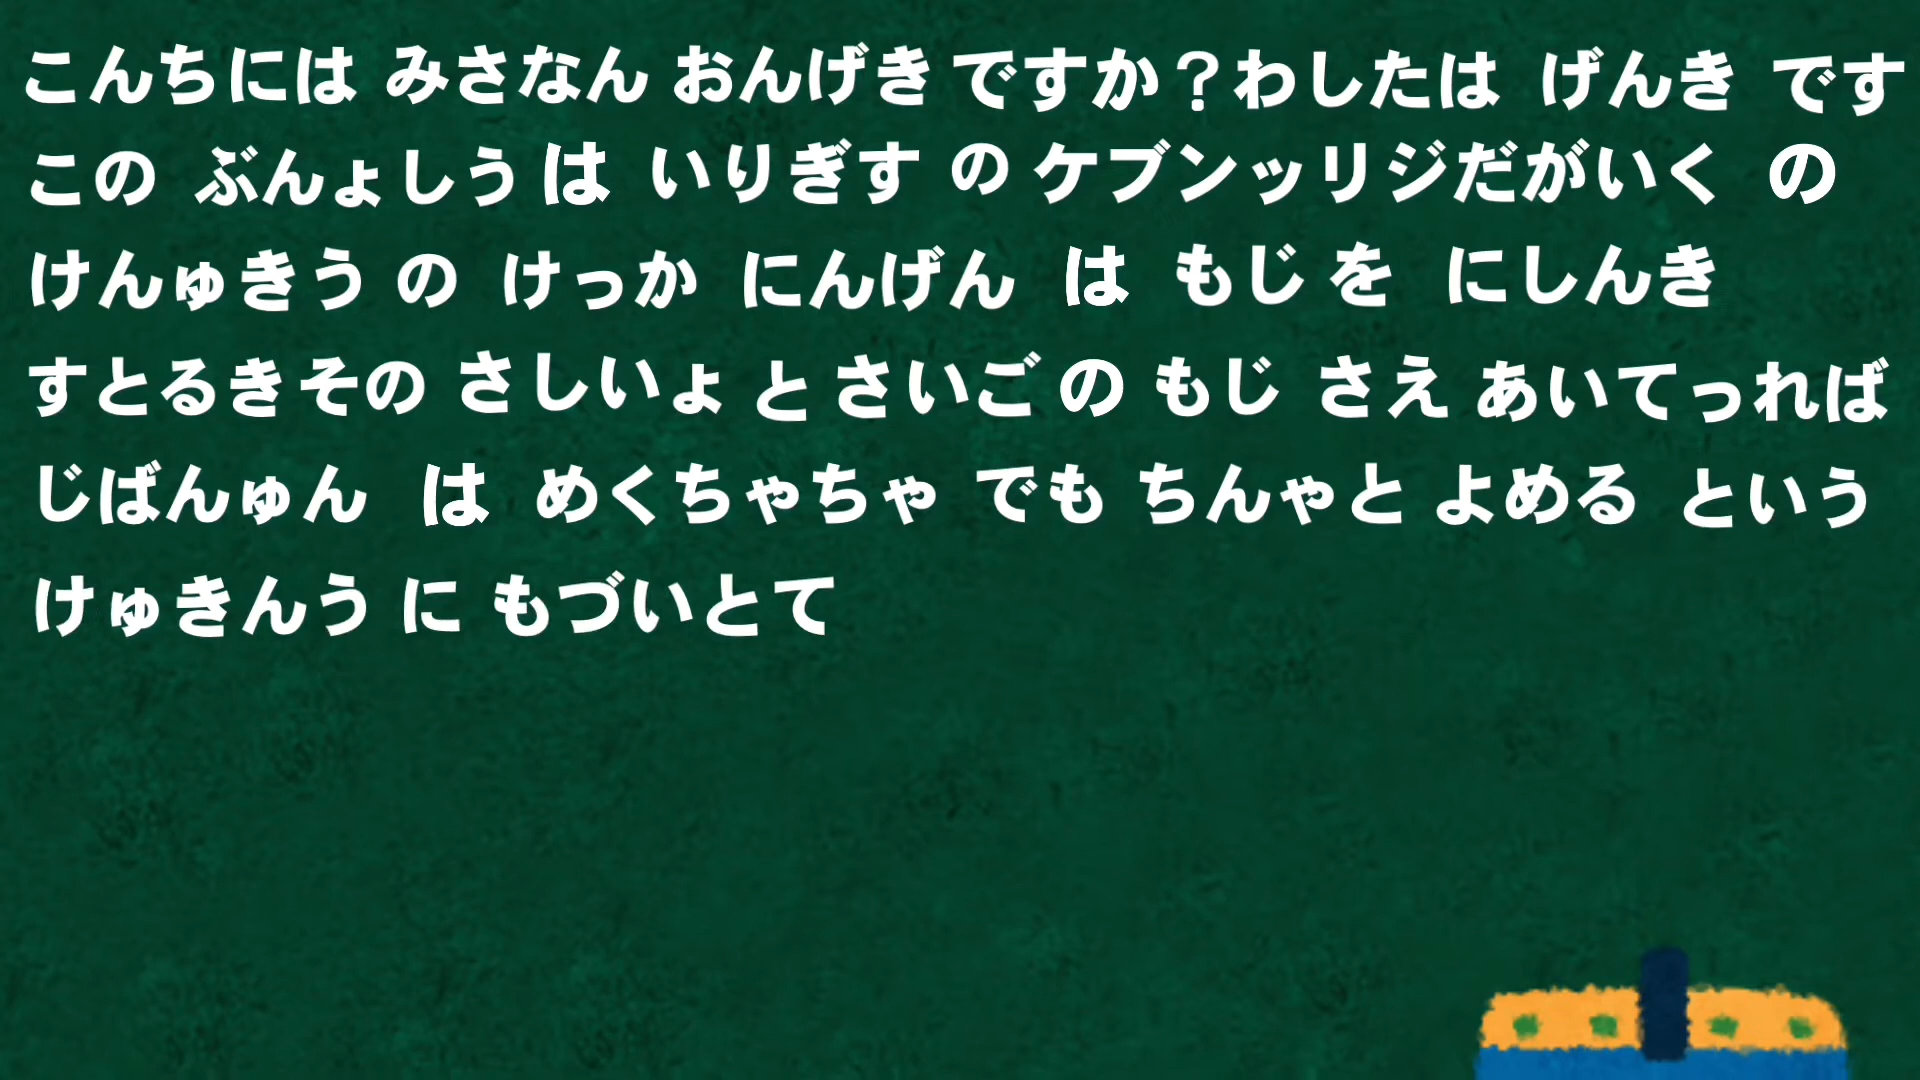 こんちには みさなん おんげき ですか？わしたは げんき です
この ぶんょしう は いりぎす の ケブンッリジだがいく の
けんゅきう の けっか にんげん は もじ を にしんき
すとるきその さしいょ と さいご の もじ さえ あいてっれば
じばんゅん は めくちゃちゃ でも ちんゃと よめる という
けゅきんう に もづいとて